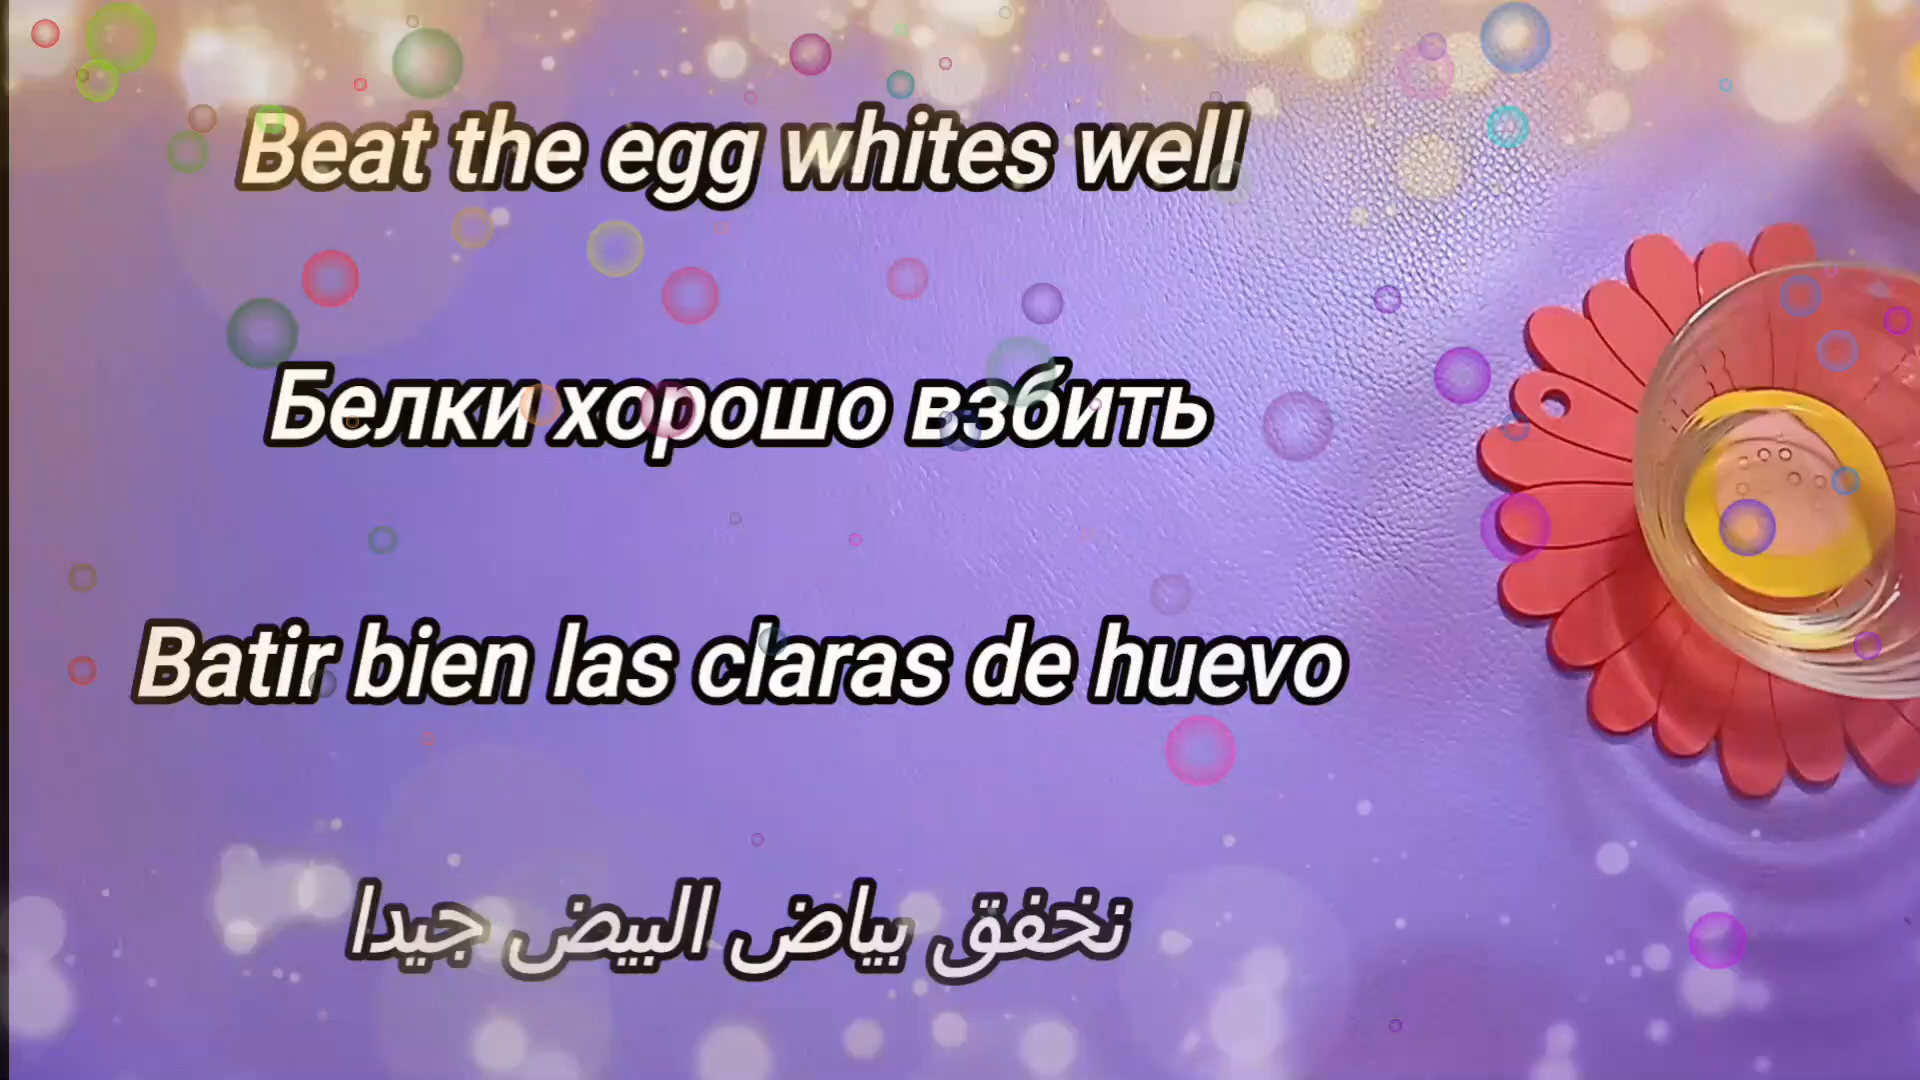 Beat the egg whites well
Белки хорошо взбить
Batir bien las claras de huevo
نخفق بياض البيض جيدا